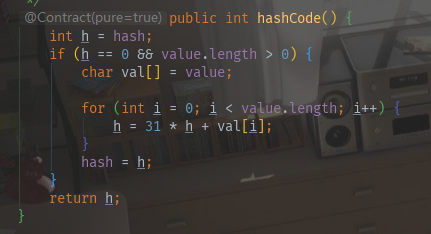 */
@Contract(pure=true) public int hashCode() {
int h = hash;
if (h == 0 && value.length > 0) {
char val[] = value;
for (int i = 0; i < value.length; i++) {
h = 31 * h + val[i];
}
hash = h;
}
return h;
}